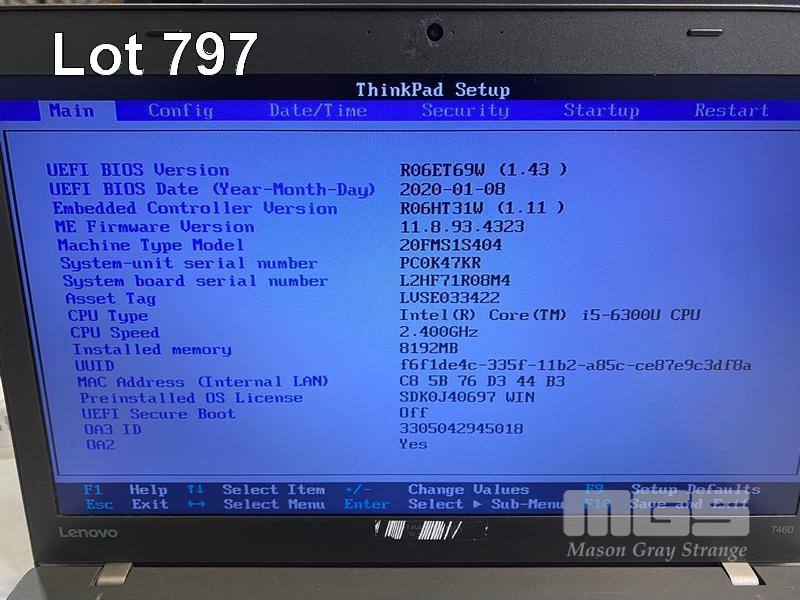 Lot 797
ThinkPad Setup
Main Config Date/Time Security Startup Restart
UEFI BIOS Version R06ET69W (1.43 )
UEFI BIOS Date (Year-Month-Day) 2020-01-08
Embedded Controller Version R06HT31W (1.11 )
ME Firmware Version 11.8.93.4323
Machine Type Model 20FMS1S404
System-unit serial number PC0K47KR
System board serial number L2HF71R08M4
Asset Tag LVSE033422
CPU Type Intel(R) Core(TM) i5-6300U CPU
CPU Speed 2.400GHz
Installed memory 8192MB
UUID f6f1de4c-335f-11b2-a85c-ce87e9c3df8a
MAC Address (Internal LAN) C8 5B 76 D3 44 B3
Preinstalled OS License SDK0J40697 WIN
UEFI Secure Boot Off
OA3 ID 3305042945018
OA2 Yes
F1 Help ↑↓ Select Item +/- Change Values F9 Setup Defaults
Esc Exit ↔ Select Menu Enter Select ▶ Sub-Menu F10 Save and Exit
Lenovo
T460
MGS
Mason Gray Strange